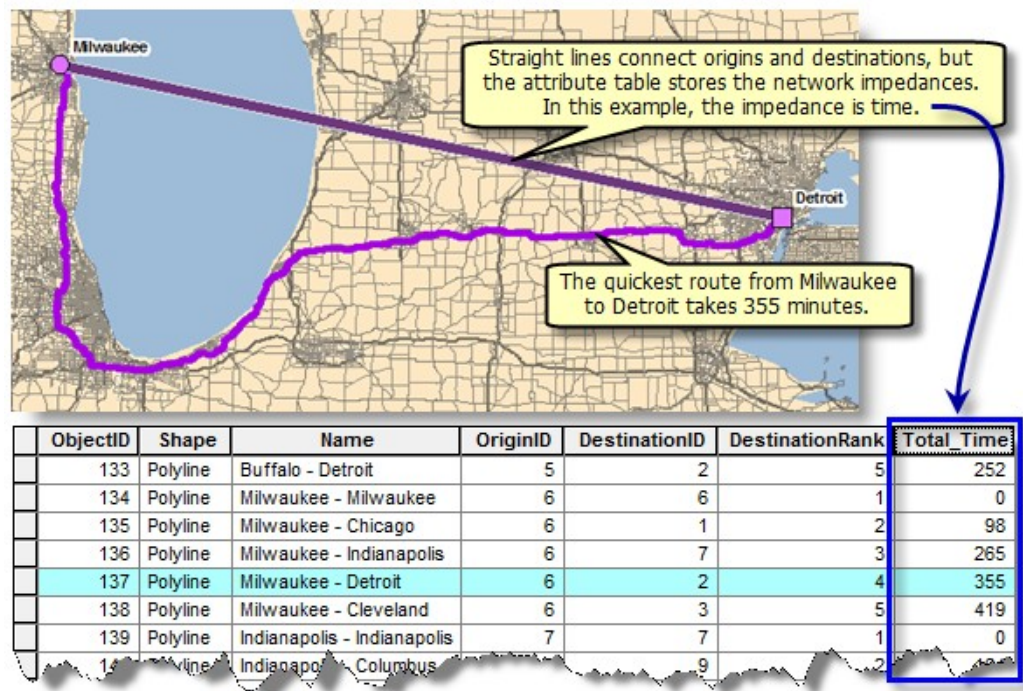 Milwaukee
Straight lines connect origins and destinations, but
the attribute table stores the network impedances.
In this example, the impedance is time.
Detroit
The quickest route from Milwaukee
to Detroit takes 355 minutes.
ObjectID Shape Name OriginID DestinationID DestinationRank Total_Time
133 Polyline Buffalo - Detroit 5 2 5 252
134 Polyline Milwaukee - Milwaukee 6 6 1 0
135 Polyline Milwaukee - Chicago 6 1 2 98
136 Polyline Milwaukee - Indianapolis 6 7 3 265
137 Polyline Milwaukee - Detroit 6 2 4 355
138 Polyline Milwaukee - Cleveland 6 3 5 419
139 Polyline Indianapolis - Indianapolis 7 7 1 0
Columbus 9 2